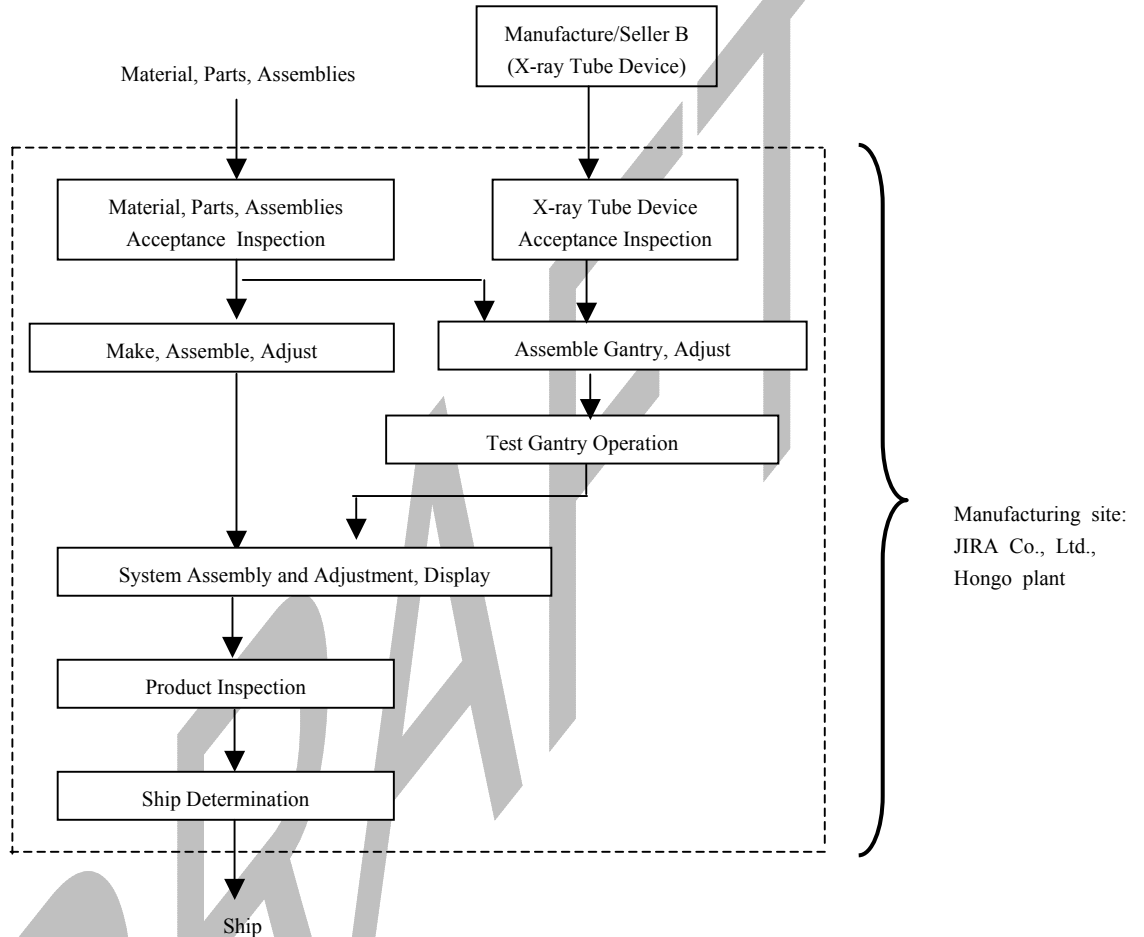 Manufacture/Seller B
(X-ray Tube Device)
Material, Parts, Assemblies
Material, Parts, Assemblies
Acceptance Inspection
X-ray Tube Device
Acceptance Inspection
Make, Assemble, Adjust
Assemble Gantry, Adjust
Test Gantry Operation
System Assembly and Adjustment, Display
Product Inspection
Ship Determination
Ship
Manufacturing site:
JIRA Co., Ltd.,
Hongo plant
DRAFT